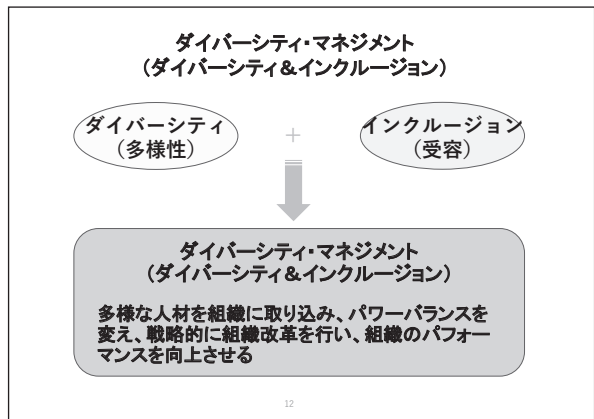 ダイバーシティ・マネジメント
(ダイバーシティ&インクルージョン)
ダイバーシティ
(多様性)
+
インクルージョン
(受容)
ダイバーシティ・マネジメント
(ダイバーシティ&インクルージョン)
多様な人材を組織に取り込み、パワーバランスを
変え、戦略的に組織改革を行い、組織のパフォー
マンスを向上させる
12